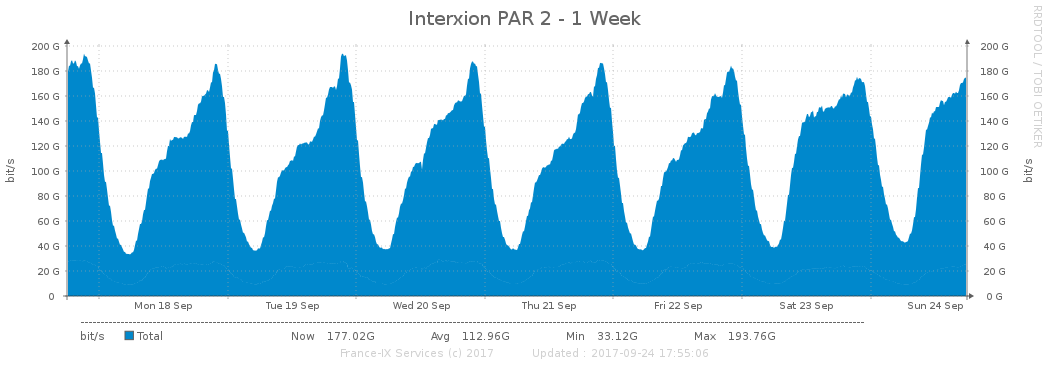 Interxion PAR 2 - 1 Week
RRDTOOL / TOBI OETIKER
bit/s
200 G 200 G
180 G 180 G
160 G 160 G
140 G 140 G
120 G 120 G
100 G 100 G
80 G 80 G
60 G 60 G
40 G 40 G
20 G 20 G
0 0 G
bit/s
Mon 18 Sep Tue 19 Sep Wed 20 Sep Thu 21 Sep Fri 22 Sep Sat 23 Sep Sun 24 Sep
bit/s Total Now 177.02G Avg 112.96G Min 33.12G Max 193.76G
France-IX Services (c) 2017 Updated : 2017-09-24 17:55:06